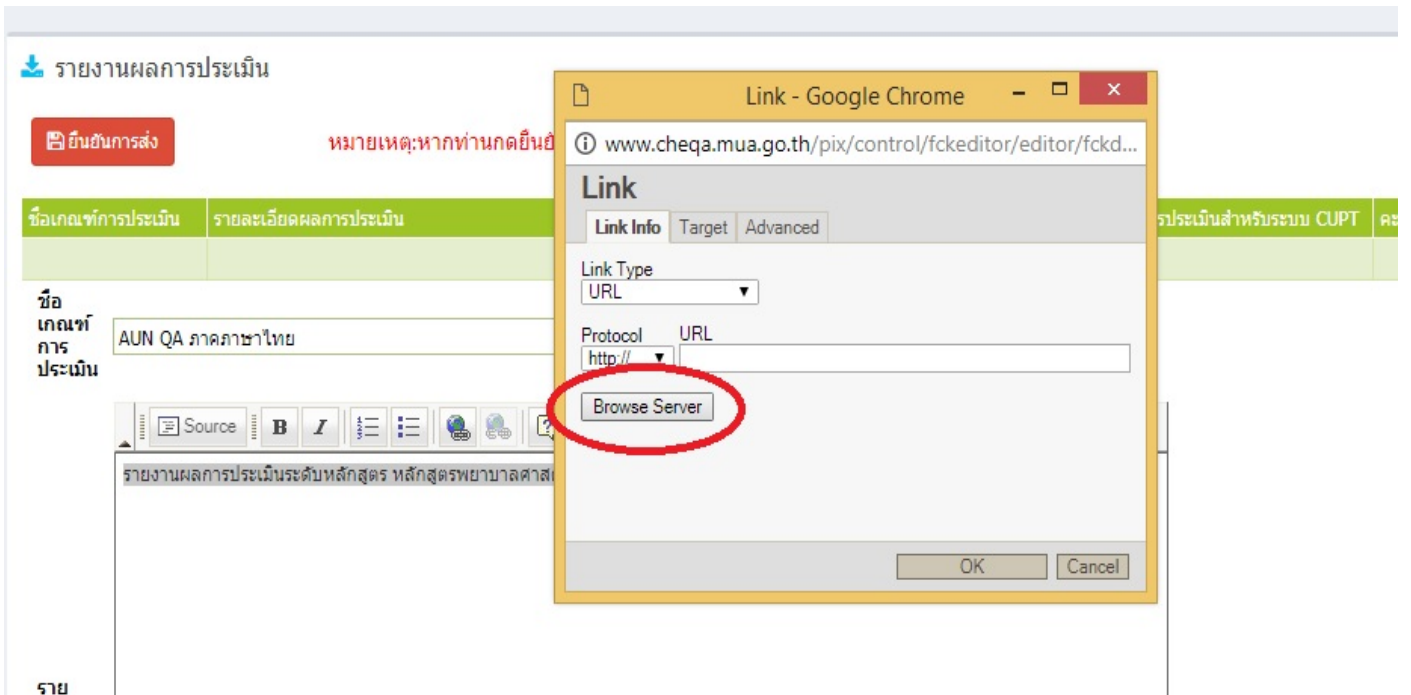 รายงานผลการประเมิน
Link - Google Chrome
ยืนยันการส่ง
หมายเหตุ:หากท่านกดยืนยั
www.cheqa.mua.go.th/pix/control/fckeditor/editor/fckd...
Link
Link Info Target Advanced
ชื่อเกณฑ์การประเมิน รายละเอียดผลการประเมิน รประเมินสำหรับระบบ CUPT คะ
Link Type
URL
ชื่อ
เกณฑ์
การ
ประเมิน
AUN QA ภาคภาษาไทย
Protocol URL
http://
Browse Server
Source B I
รายงานผลการประเมินระดับหลักสูตร หลักสูตรพยาบาลศาส
OK Cancel
ราย